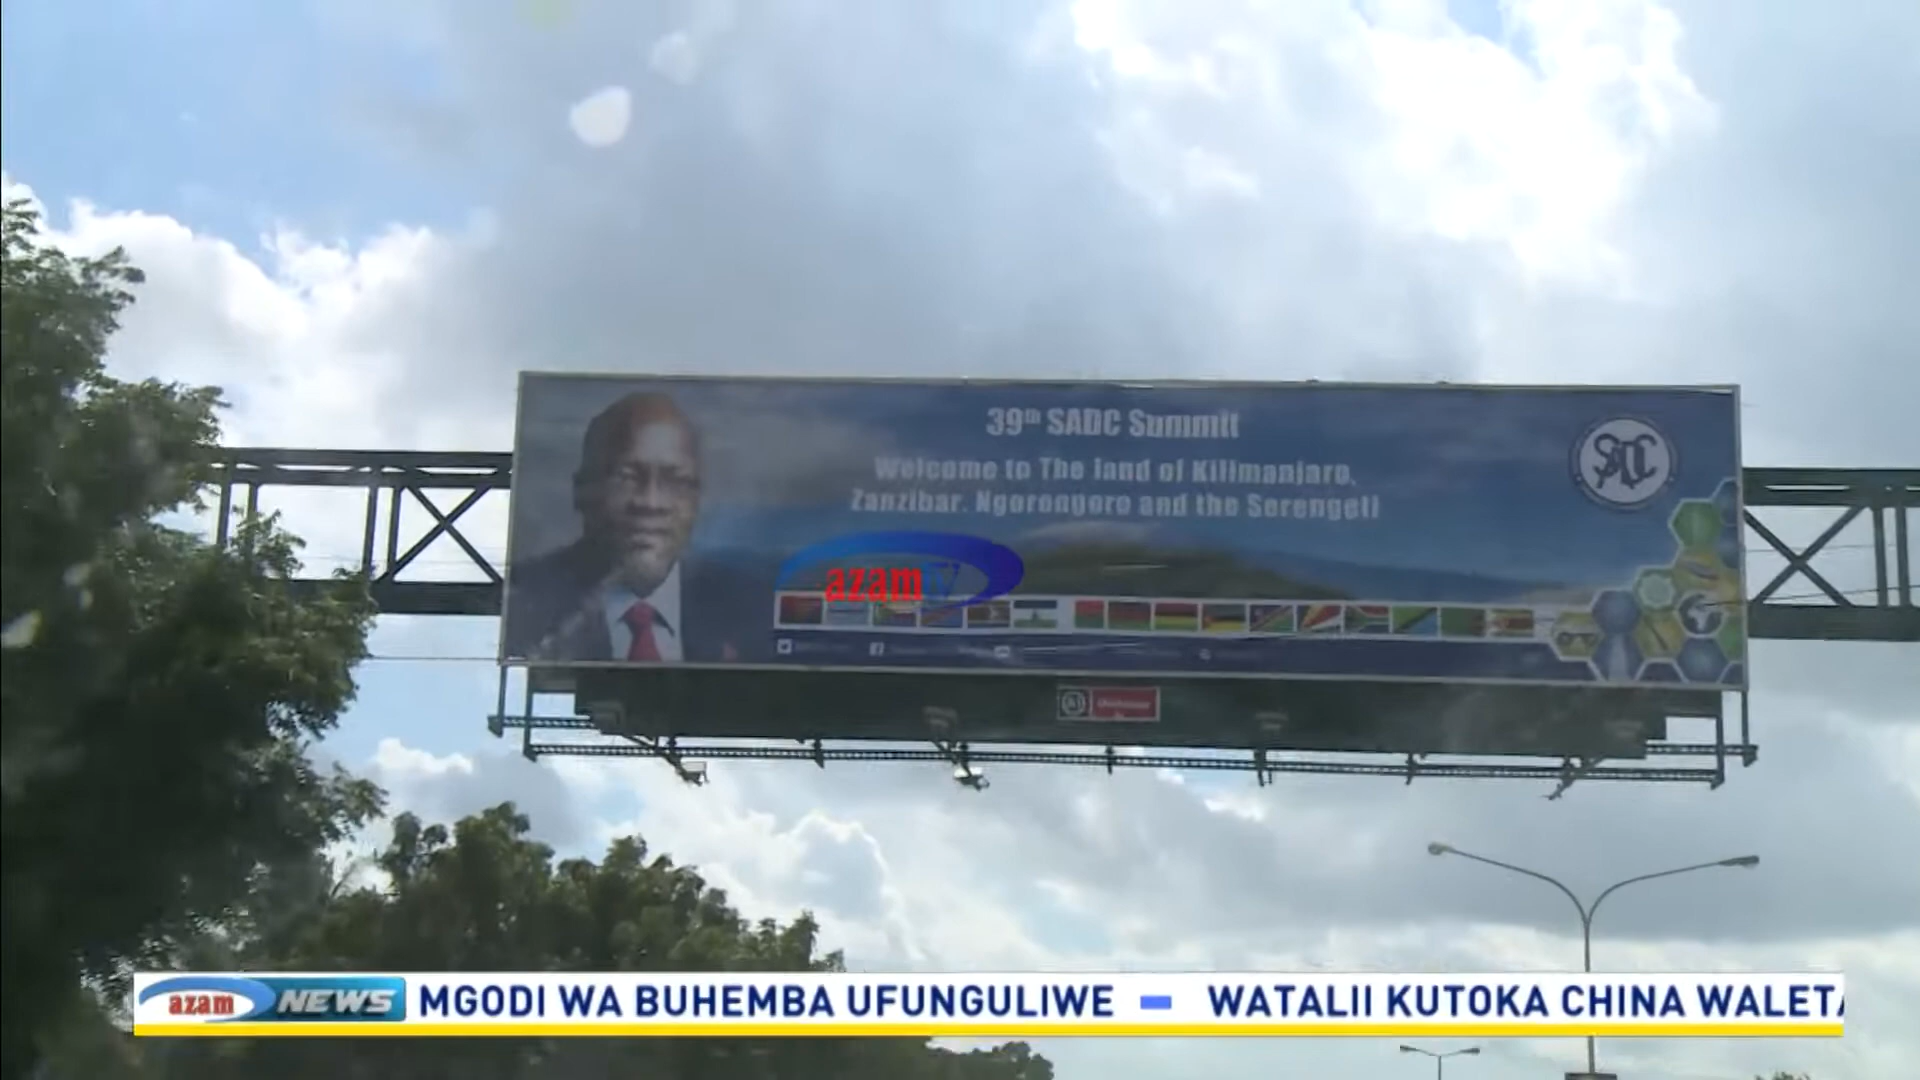 39th SADC Summit
SADC
Welcome to The land of Kilimanjaro,
Zanzibar, Ngorongoro and the Serengeti
azam tv
azam NEWS MGODI WA BUHEMBA UFUNGULIWE - WATALII KUTOKA CHINA WALETA